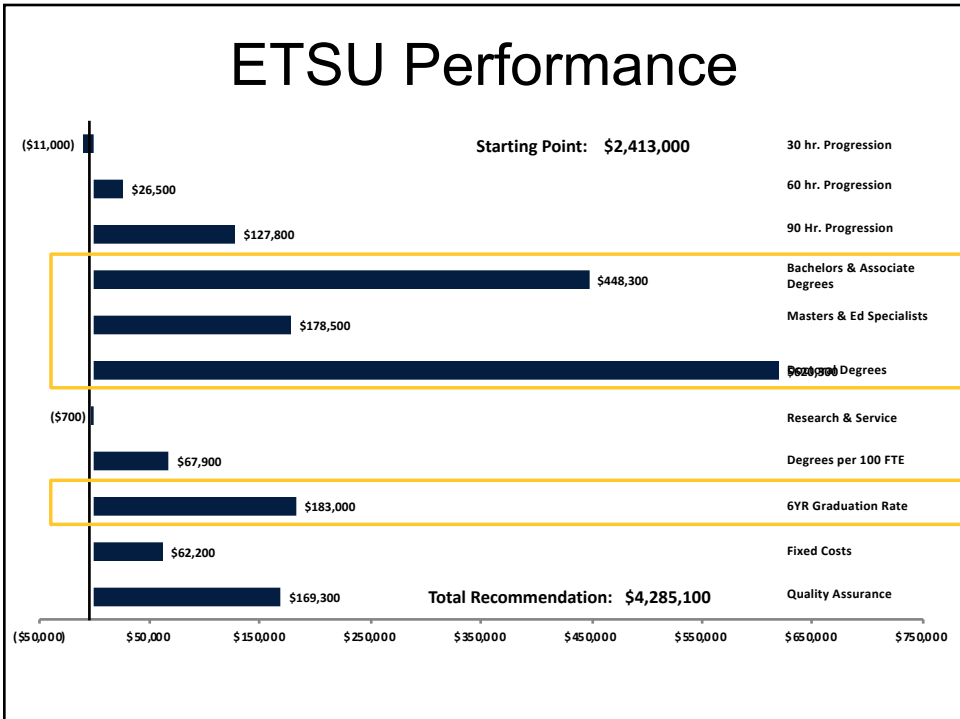 ETSU Performance
($11,000)
Starting Point: $2,413,000
30 hr. Progression
$26,500
60 hr. Progression
$127,800
90 Hr. Progression
$448,300
Bachelors & Associate
Degrees
$178,500
Masters & Ed Specialists
Degrees
($700)
Research & Service
$67,900
Degrees per 100 FTE
$183,000
6YR Graduation Rate
$62,200
Fixed Costs
$169,300
Total Recommendation: $4,285,100
Quality Assurance
($50,000) $50,000 $150,000 $250,000 $350,000 $450,000 $550,000 $650,000 $750,000